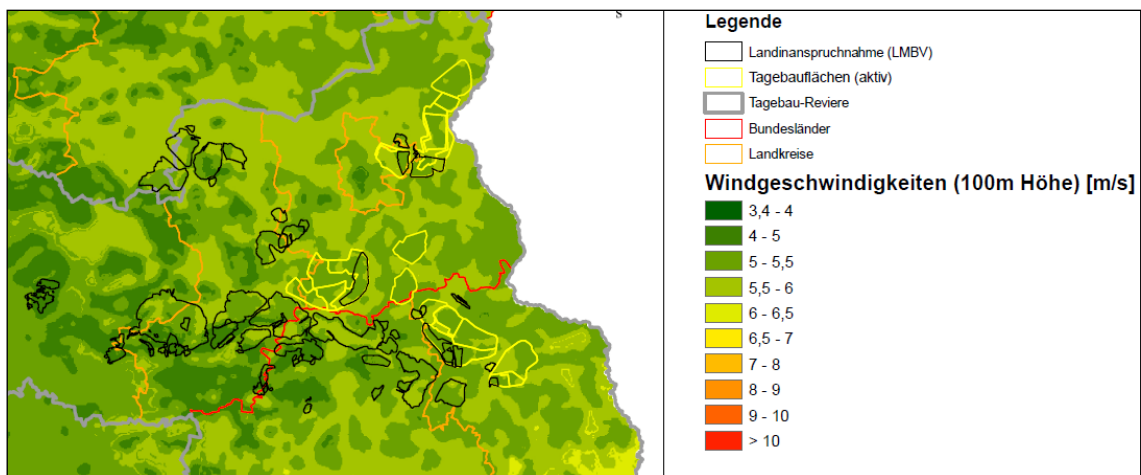 s
Legende
Landinanspruchnahme (LMBV)
Tagebauflächen (aktiv)
Tagebau-Reviere
Bundesländer
Landkreise
Windgeschwindigkeiten (100m Höhe) [m/s]
3,4 - 4
4 - 5
5 - 5,5
5,5 - 6
6 - 6,5
6,5 - 7
7 - 8
8 - 9
9 - 10
> 10